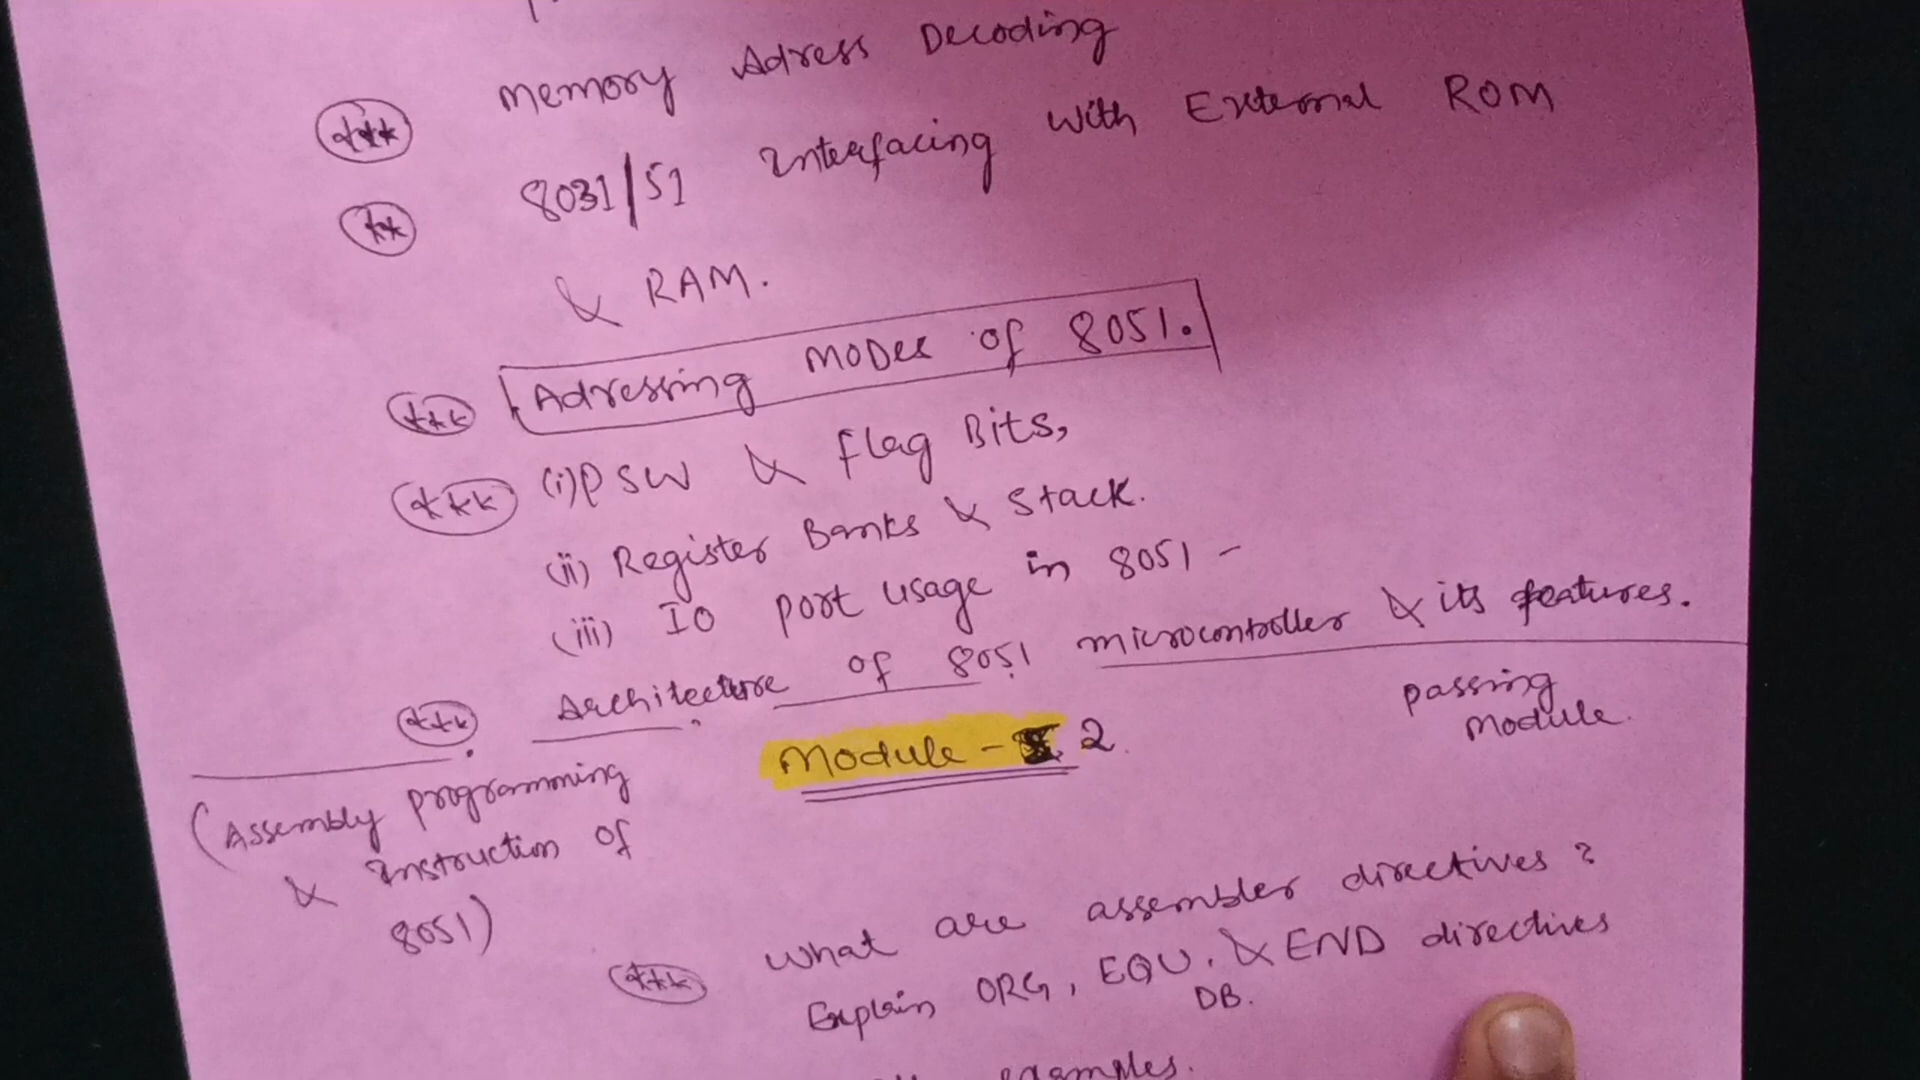 *** Memory Adress Decoding
** 8031/51 Interfacing with External ROM
& RAM.
*** Adressing Modes of 8051.
*** (i) PSW & flag Bits,
(ii) Register Banks & Stack.
(iii) IO port usage in 8051 -
*** Architecture of 8051 microcontroller & its features.
Module - 2.
passing
Module.
(Assembly programming
& Instruction of
8051)
*** What are assembler directives?
Explain ORG, EQU, & END directives
DB.
examples.